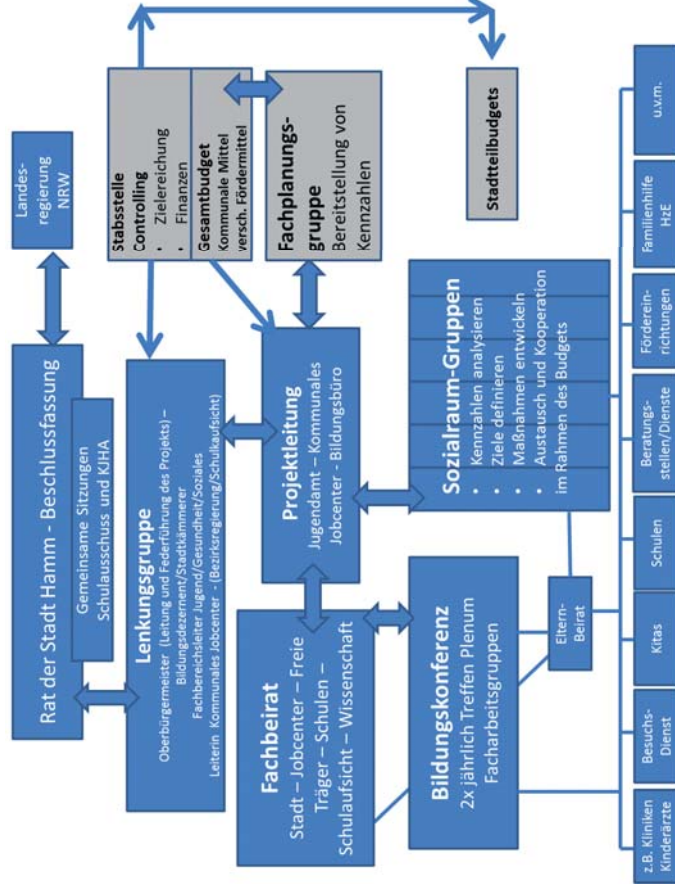 Rat der Stadt Hamm - Beschlussfassung
Gemeinsame Sitzungen
Schulausschuss und KJHA
Landes-
regierung
NRW
Lenkungsgruppe
Oberbürgermeister (Leitung und Federführung des Projekts) –
Bildungsdezernent/Stadtkämmerer
Fachbereichsleiter Jugend/Gesundheit/Soziales
Leiterin Kommunales Jobcenter - (Bezirksregierung/Schulkaufsicht)
Stabsstelle
Controlling
• Zielereichung
• Finanzen
Gesamtbudget
Kommunale Mittel
versch. Fördermittel
Fachbeirat
Stadt – Jobcenter – Freie
Träger – Schulen –
Schulaufsicht – Wissenschaft
Projektleitung
Jugendamt – Kommunales
Jobcenter - Bildungsbüro
Fachplanungs-
gruppe
Bereitstellung von
Kennzahlen
Bildungskonferenz
2x jährlich Treffen Plenum
Facharbeitsgruppen
Sozialraum-Gruppen
• Kennzahlen analysieren
• Ziele definieren
• Maßnahmen entwickeln
• Austausch und Kooperation
im Rahmen des Budgets
Stadtteilbudgets
Eltern-
Beirat
z.B. Kliniken
Kinderärzte
Besuchs-
Dienst
Kitas
Schulen
Beratungs-
stellen/Dienste
Förderein-
richtungen
Familienhilfe
HzE
u.v.m.